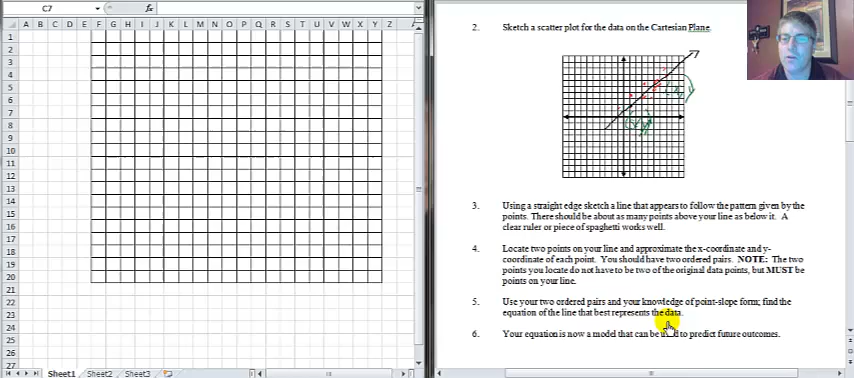 C7
fx
A B C D E F G H I J K L M N O P Q R S T U V W X Y Z
1
2
3
4
5
6
7
8
9
10
11
12
13
14
15
16
17
18
19
20
21
22
23
24
25
26
27
Sheet1 Sheet2 Sheet3
2. Sketch a scatter plot for the data on the Cartesian Plane.
3. Using a straight edge sketch a line that appears to follow the pattern given by the
points. There should be about as many points above your line as below it. A
clear ruler or piece of spaghetti works well.
4. Locate two points on your line and approximate the x-coordinate and y-
coordinate of each point. You should have two ordered pairs. NOTE: The two
points you locate do not have to be two of the original data points, but MUST be
points on your line.
5. Use your two ordered pairs and your knowledge of point-slope form; find the
equation of the line that best represents the data.
6. Your equation is now a model that can be used to predict future outcomes.